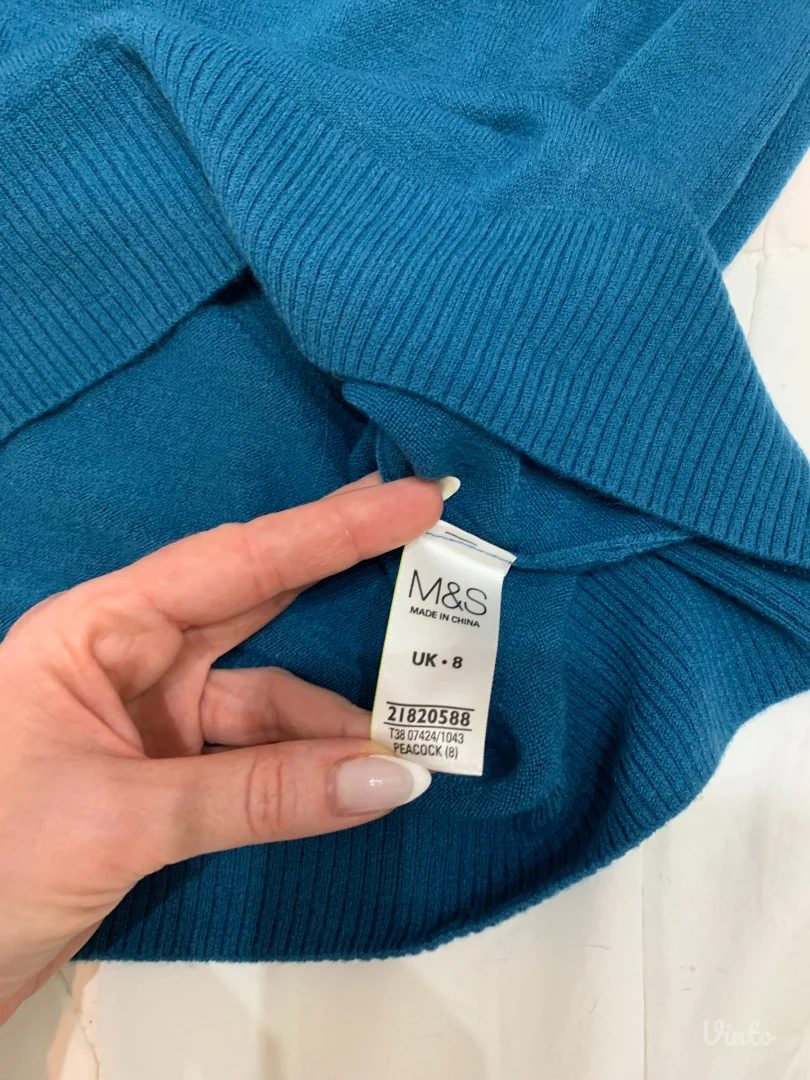 M&S
MADE IN CHINA
UK • 8
21820588
T38 07424/1043
PEACOCK (8)
Vinto